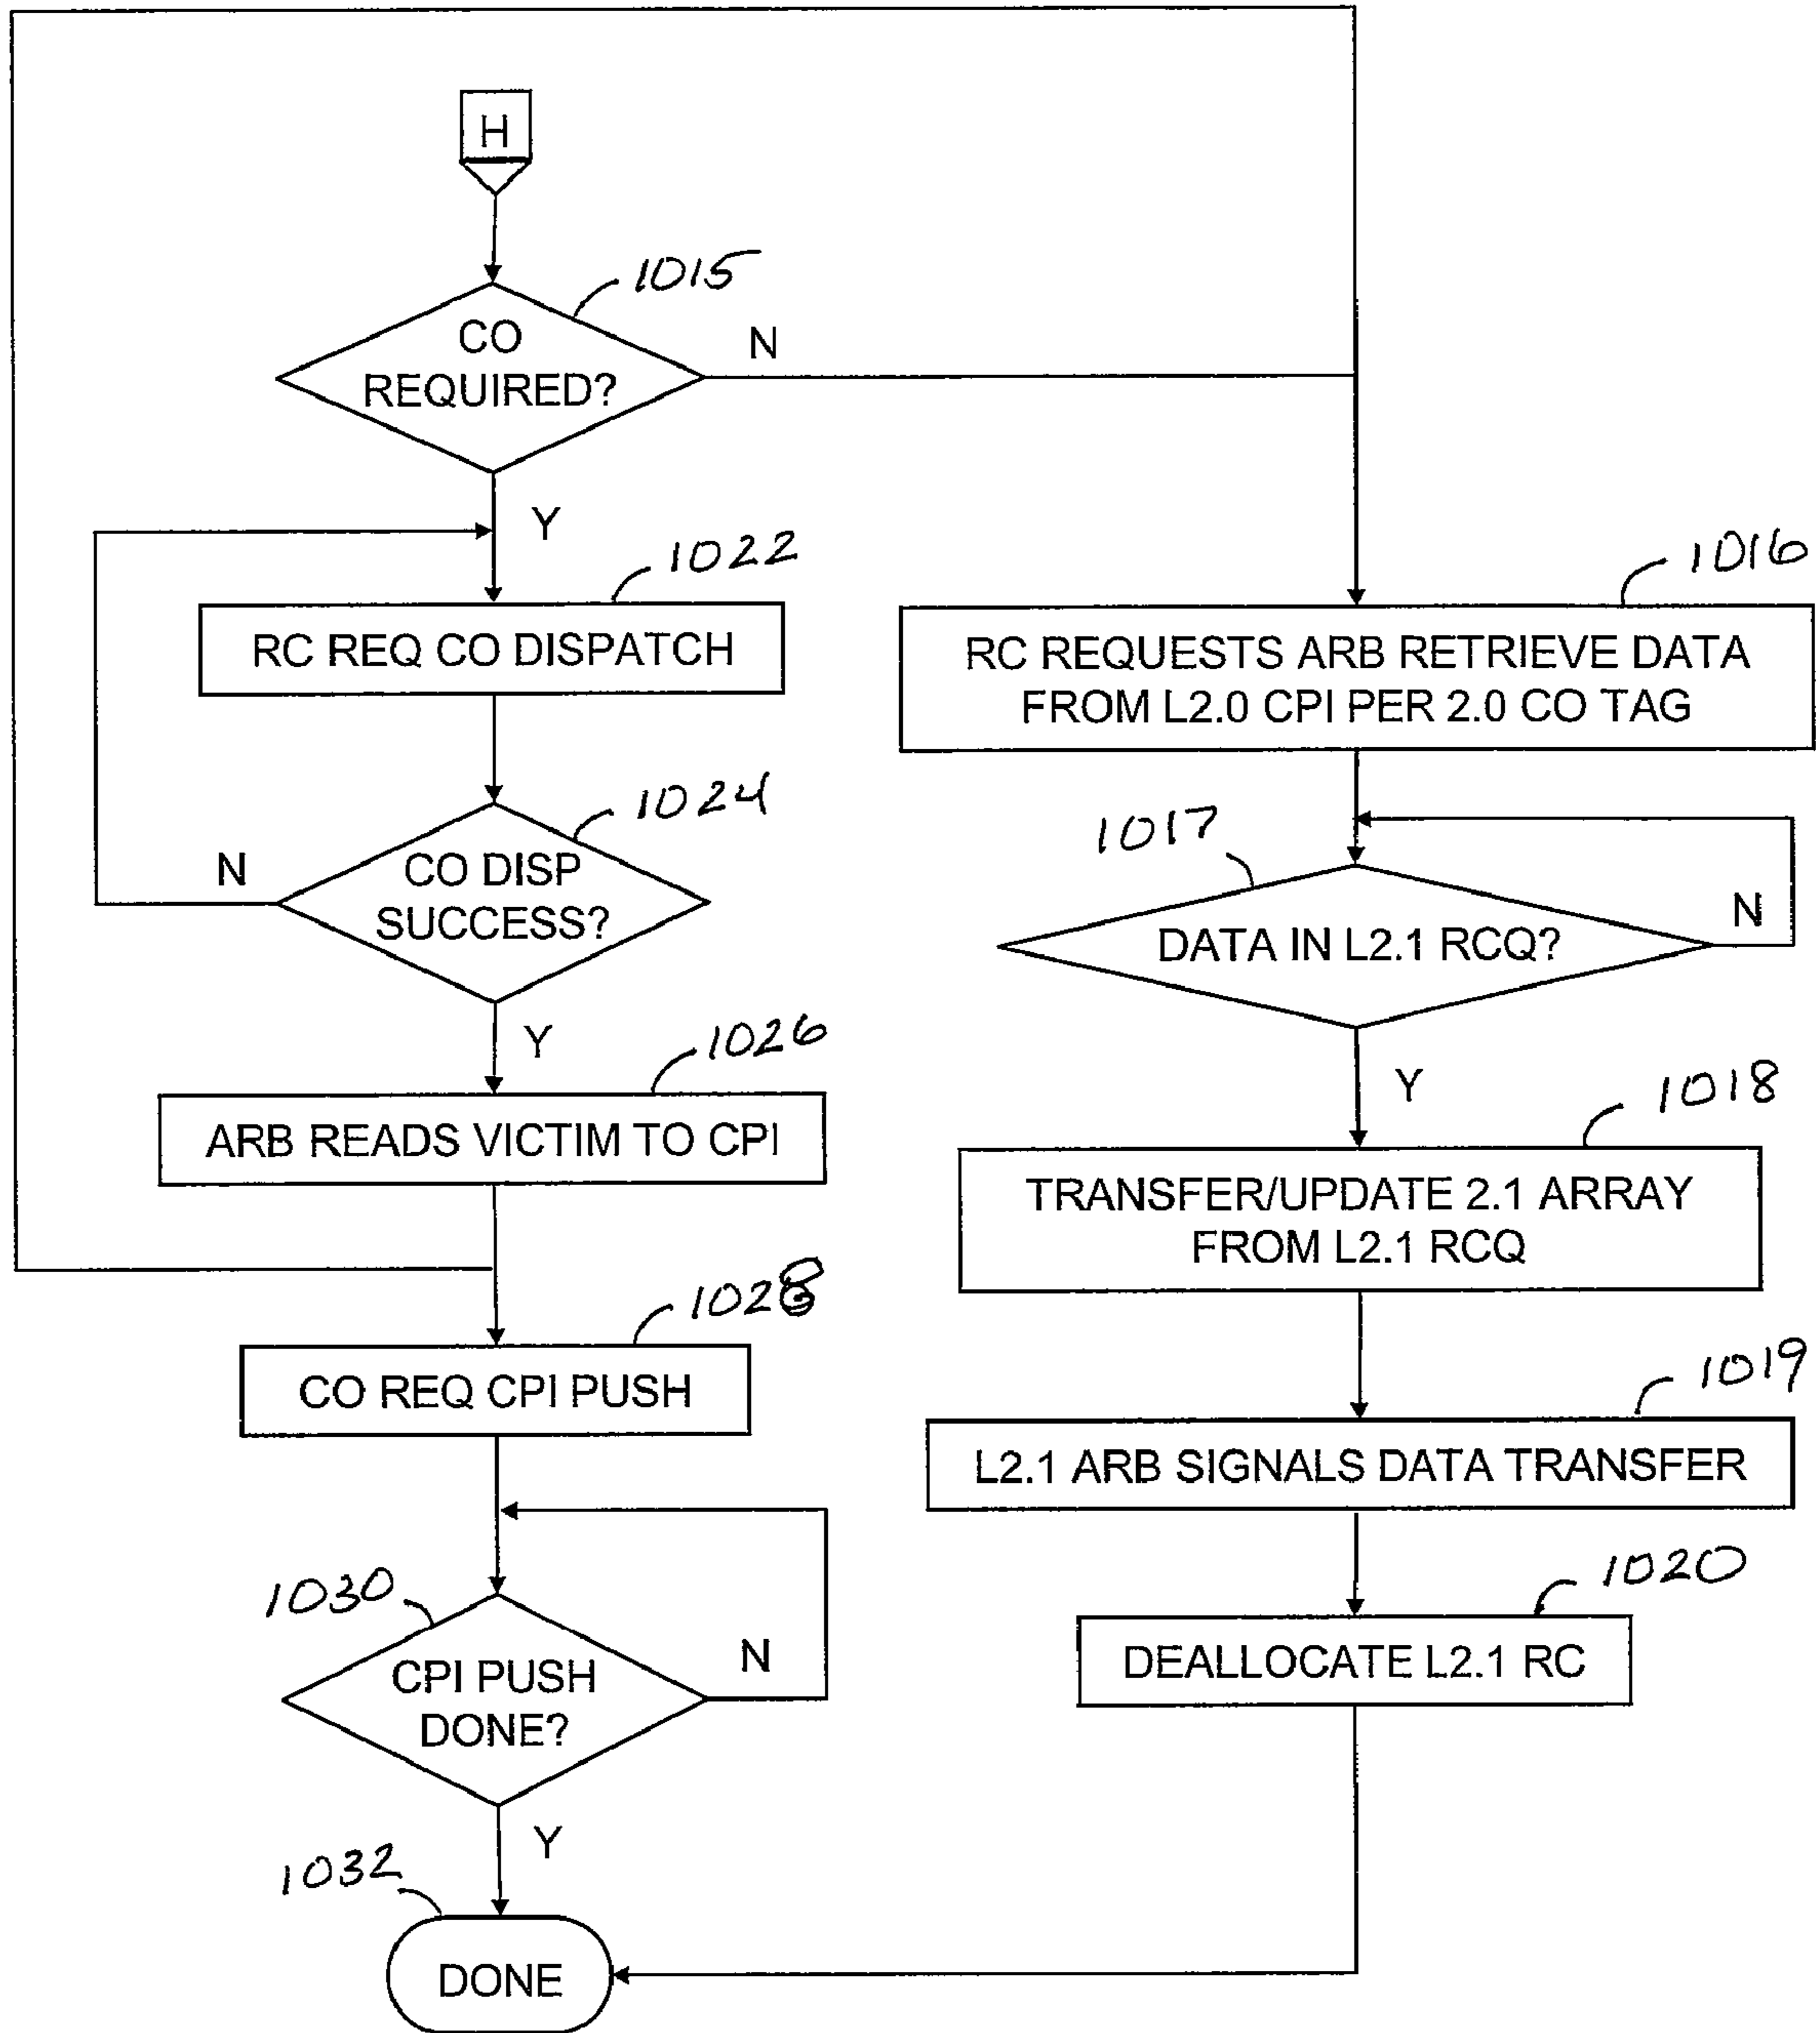 H
1015
CO
REQUIRED?
N
Y
1022
RC REQ CO DISPATCH
1024
CO DISP
SUCCESS?
N
Y
1026
ARB READS VICTIM TO CPI
1028
CO REQ CPI PUSH
1030
CPI PUSH
DONE?
N
Y
1032
DONE
1016
RC REQUESTS ARB RETRIEVE DATA
FROM L2.0 CPI PER 2.0 CO TAG
1017
DATA IN L2.1 RCQ?
N
Y
1018
TRANSFER/UPDATE 2.1 ARRAY
FROM L2.1 RCQ
1019
L2.1 ARB SIGNALS DATA TRANSFER
1020
DEALLOCATE L2.1 RC